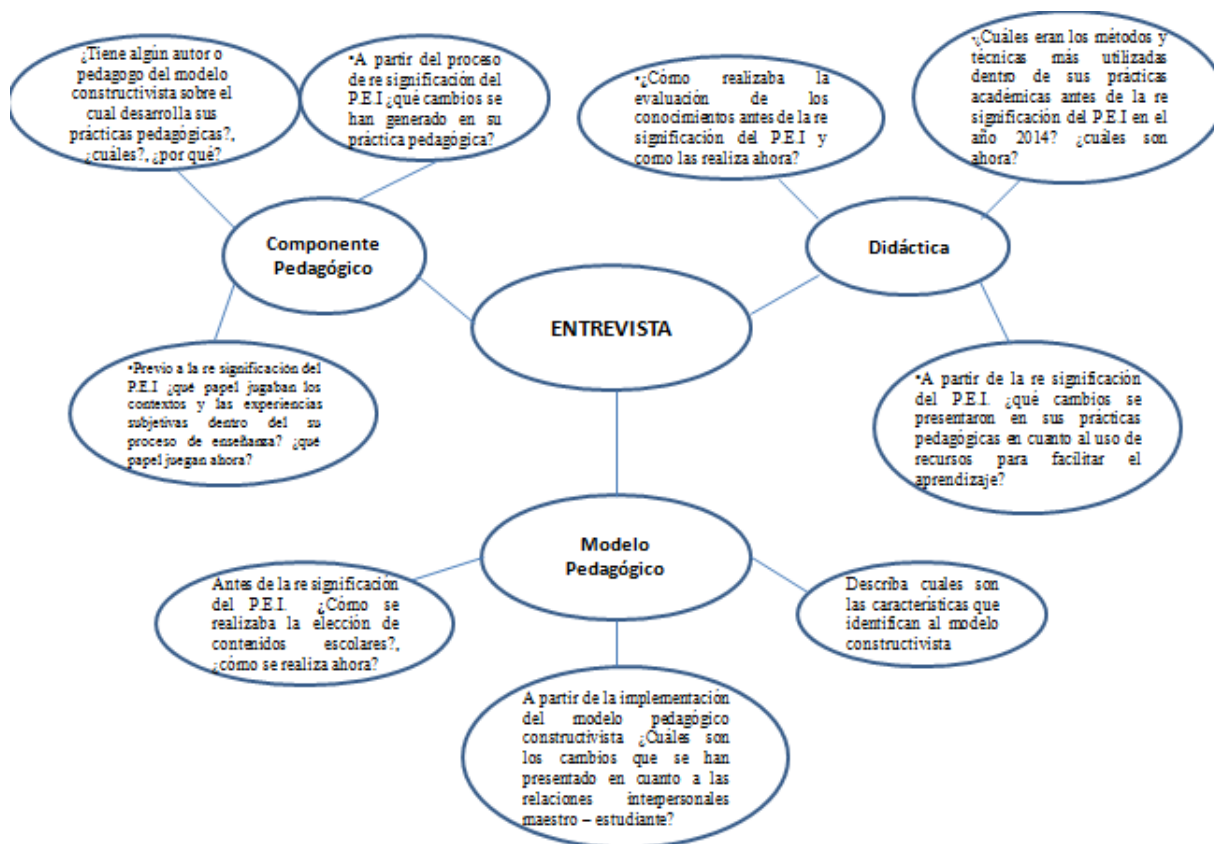 ¿Tiene algún autor o
pedagogo del modelo
constructivista sobre el
cual desarrolla sus
prácticas pedagógicas?,
¿cuáles?, ¿por qué?
•A partir del proceso
de re significación del
P.E.I ¿qué cambios se
han generado en su
práctica pedagógica?
•¿Cómo realizaba la
evaluación de los
conocimientos antes de la re
significación del P.E.I y
como las realiza ahora?
•¿Cuáles eran los métodos y
técnicas más utilizadas
dentro de sus prácticas
académicas antes de la re
significación del P.E.I en el
año 2014? ¿cuáles son
ahora?
Componente
Pedagógico
Didáctica
ENTREVISTA
•Previo a la re significación del
P.E.I ¿qué papel jugaban los
contextos y las experiencias
subjetivas dentro del su
proceso de enseñanza? ¿qué
papel juegan ahora?
•A partir de la re significación
del P.E.I. ¿qué cambios se
presentaron en sus prácticas
pedagógicas en cuanto al uso de
recursos para facilitar el
aprendizaje?
Modelo
Pedagógico
Antes de la re significación
del P.E.I. ¿Cómo se
realizaba la elección de
contenidos escolares?,
¿cómo se realiza ahora?
Describa cuales son
las características que
identifican al modelo
constructivista
A partir de la implementación
del modelo pedagógico
constructivista ¿Cuáles son
los cambios que se han
presentado en cuanto a las
relaciones interpersonales
maestro – estudiante?